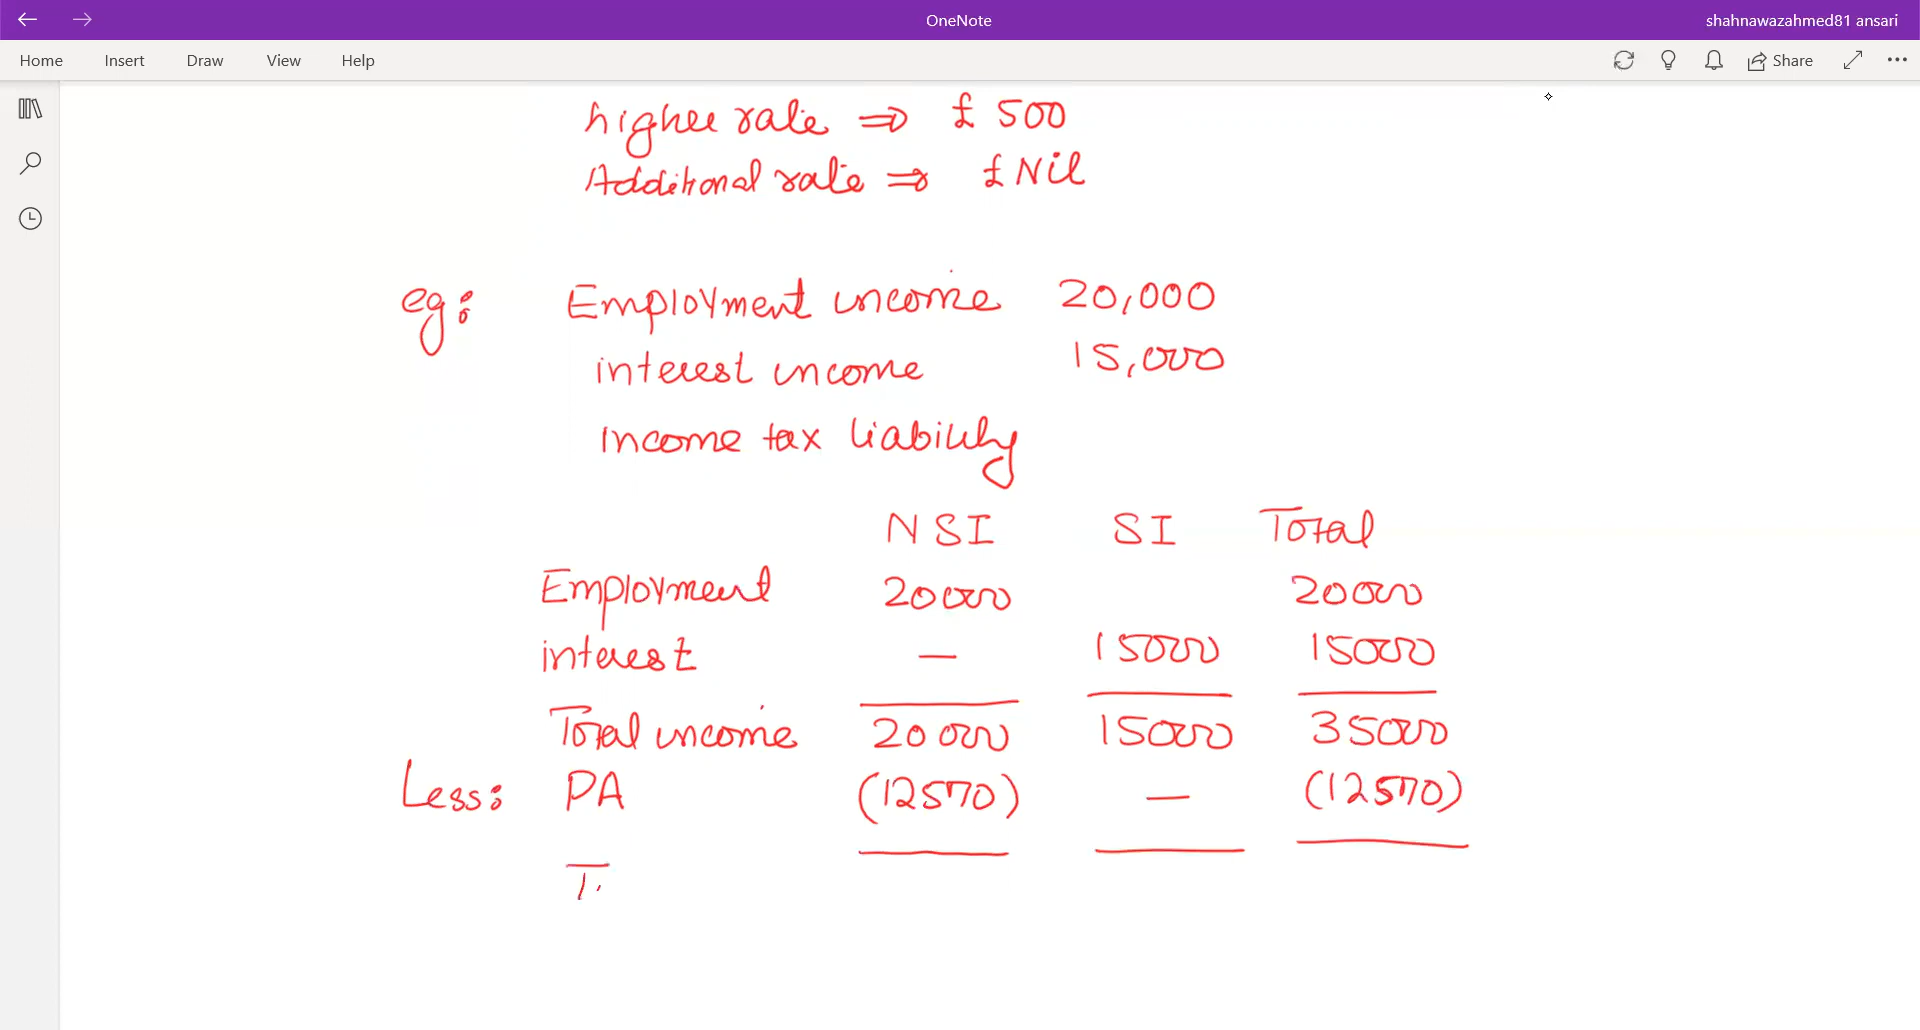 OneNote
shahnawazahmed81 ansari
Home Insert Draw View Help
Share
higher rate ⇒ £ 500
Additional rate ⇒ £ Nil
eg: Employment income 20,000
interest income 15,000
income tax liability
NSI SI Total
Employment 20000 20000
interest — 15000 15000
Total income 20000 15000 35000
Less: PA (12570) — (12570)
T